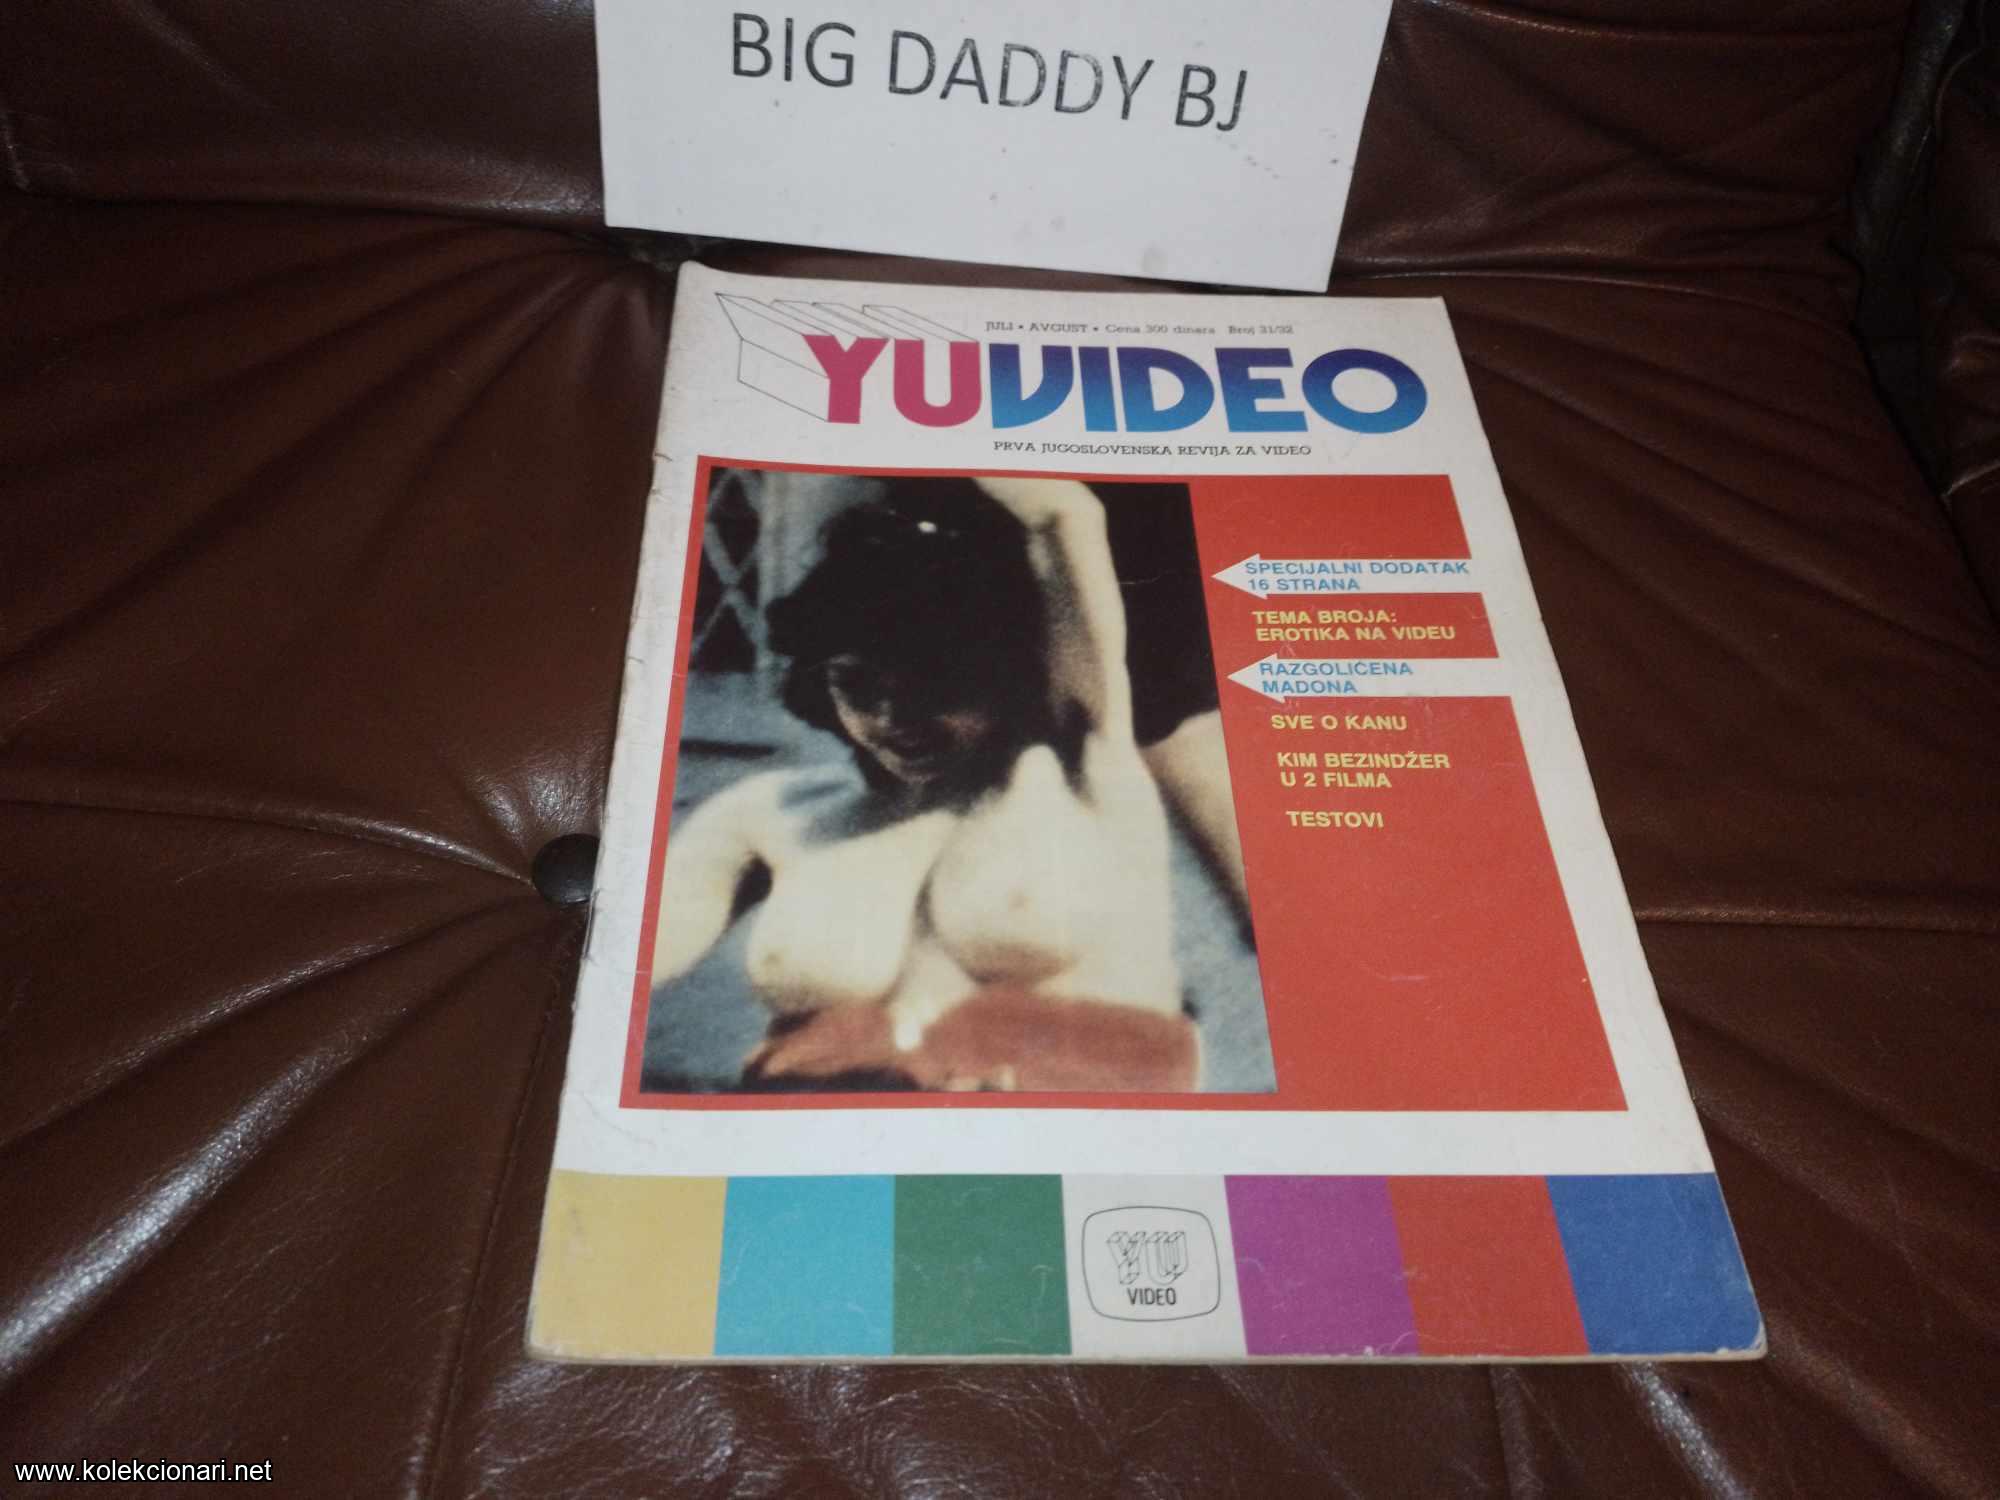 BIG DADDY BJ
JULI • AVGUST • Cena 300 dinara Broj 31/32
YUVIDEO
PRVA JUGOSLOVENSKA REVIJA ZA VIDEO
SPECIJALNI DODATAK
16 STRANA
TEMA BROJA:
EROTIKA NA VIDEU
RAZGOLIĆENA
MADONA
SVE O KANU
KIM BEZINDŽER
U 2 FILMA
TESTOVI
YU
VIDEO
www.kolekcionari.net